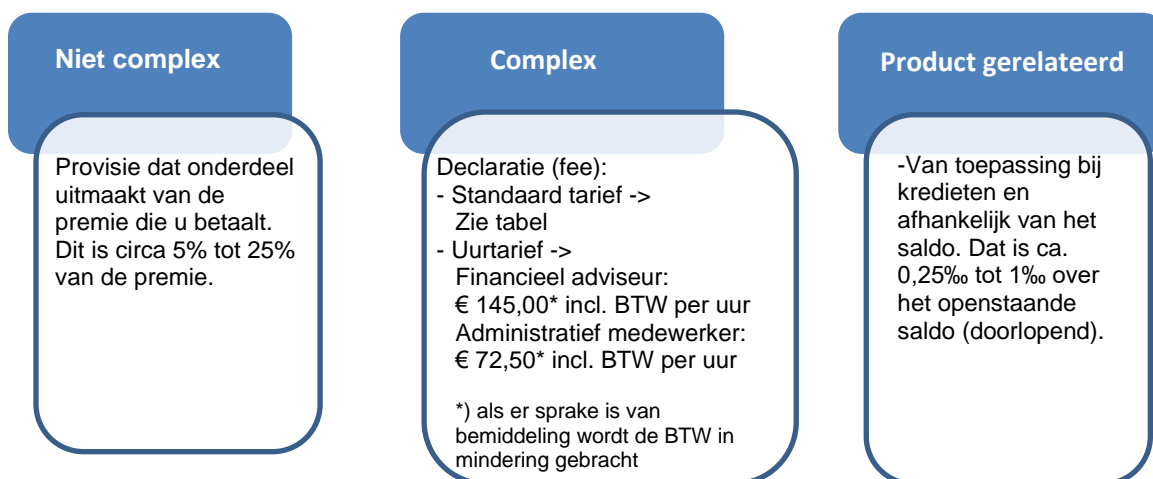 Niet complex
Provisie dat onderdeel
uitmaakt van de
premie die u betaalt.
Dit is circa 5% tot 25%
van de premie.
Complex
Declaratie (fee):
- Standaard tarief ->
Zie tabel
- Uurtarief ->
Financieel adviseur:
€ 145,00* incl. BTW per uur
Administratief medewerker:
€ 72,50* incl. BTW per uur
*) als er sprake is van
bemiddeling wordt de BTW in
mindering gebracht
Product gerelateerd
-Van toepassing bij
kredieten en
afhankelijk van het
saldo. Dat is ca.
0,25‰ tot 1‰ over
het openstaande
saldo (doorlopend).